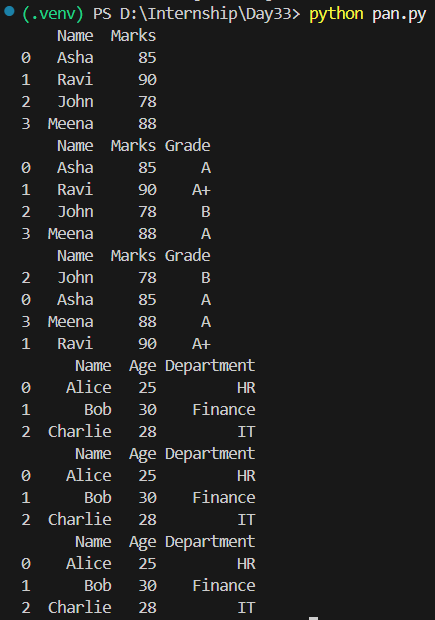 (.venv) PS D:\Internship\Day33> python pan.py
    Name  Marks
0   Asha     85
1   Ravi     90
2   John     78
3  Meena     88
    Name  Marks Grade
0   Asha     85     A
1   Ravi     90    A+
2   John     78     B
3  Meena     88     A
    Name  Marks Grade
2   John     78     B
0   Asha     85     A
3  Meena     88     A
1   Ravi     90    A+
      Name  Age Department
0    Alice   25         HR
1      Bob   30    Finance
2  Charlie   28         IT
      Name  Age Department
0    Alice   25         HR
1      Bob   30    Finance
2  Charlie   28         IT
      Name  Age Department
0    Alice   25         HR
1      Bob   30    Finance
2  Charlie   28         IT